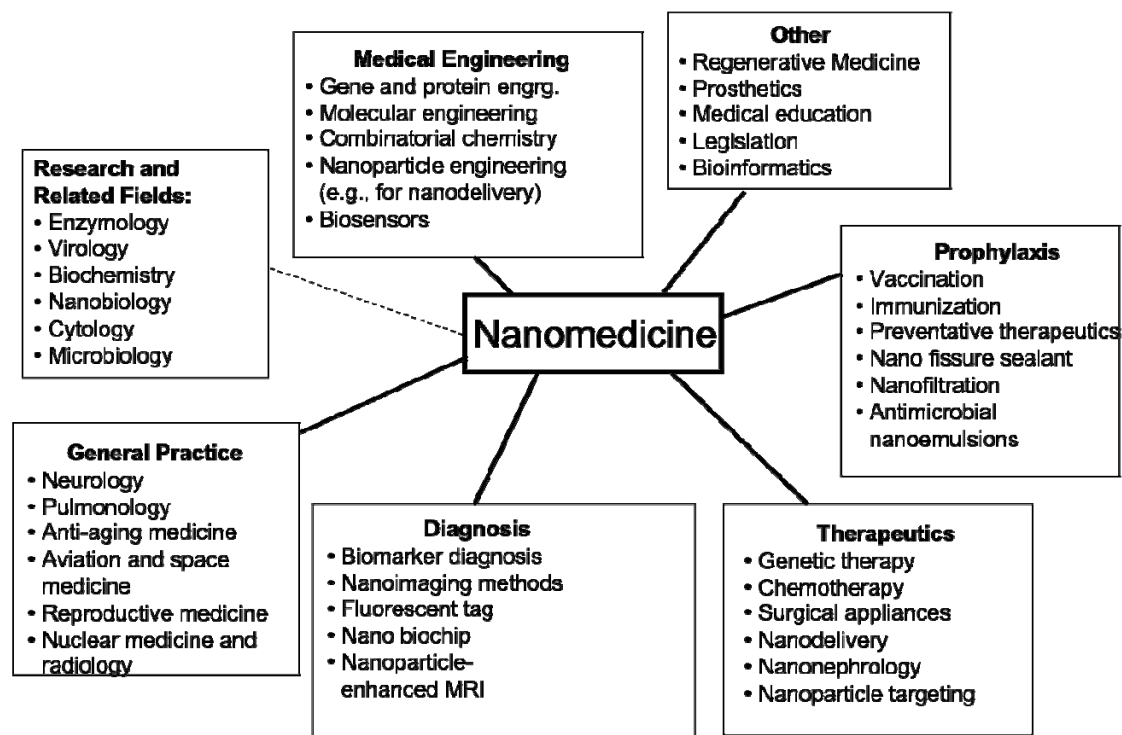 Medical Engineering
• Gene and protein engrg.
• Molecular engineering
• Combinatorial chemistry
• Nanoparticle engineering
(e.g., for nanodelivery)
• Biosensors
Other
• Regenerative Medicine
• Prosthetics
• Medical education
• Legislation
• Bioinformatics
Research and
Related Fields:
• Enzymology
• Virology
• Biochemistry
• Nanobiology
• Cytology
• Microbiology
Nanomedicine
Prophylaxis
• Vaccination
• Immunization
• Preventative therapeutics
• Nano fissure sealant
• Nanofiltration
• Antimicrobial
nanoemulsions
General Practice
• Neurology
• Pulmonology
• Anti-aging medicine
• Aviation and space
medicine
• Reproductive medicine
• Nuclear medicine and
radiology
Diagnosis
• Biomarker diagnosis
• Nanoimaging methods
• Fluorescent tag
• Nano biochip
• Nanoparticle-
enhanced MRI
Therapeutics
• Genetic therapy
• Chemotherapy
• Surgical appliances
• Nanodelivery
• Nanonephrology
• Nanoparticle targeting